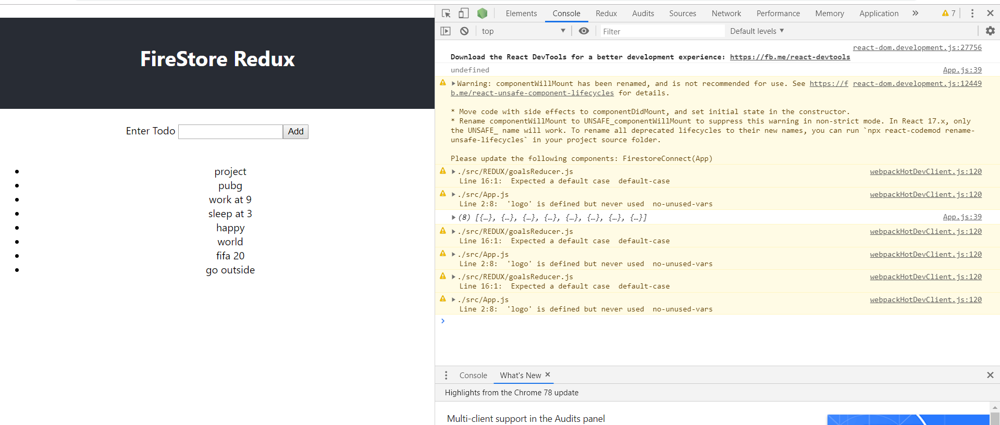 FireStore Redux
Enter Todo
Add
project
pubg
work at 9
sleep at 3
happy
world
fifa 20
go outside
Elements Console Redux Audits Sources Network Performance Memory Application » 7
top Filter Default levels
react-dom.development.js:27756
Download the React DevTools for a better development experience: https://fb.me/react-devtools
undefined App.js:39
Warning: componentWillMount has been renamed, and is not recommended for use. See https://f react-dom.development.js:12449
b.me/react-unsafe-component-lifecycles for details.
* Move code with side effects to componentDidMount, and set initial state in the constructor.
* Rename componentWillMount to UNSAFE_componentWillMount to suppress this warning in non-strict mode. In React 17.x, only
the UNSAFE_ name will work. To rename all deprecated lifecycles to their new names, you can run `npx react-codemod rename-
unsafe-lifecycles` in your project source folder.
Please update the following components: FirestoreConnect(App)
./src/REDUX/goalsReducer.js webpackHotDevClient.js:120
Line 16:1:  Expected a default case  default-case
./src/App.js webpackHotDevClient.js:120
Line 2:8:  'logo' is defined but never used  no-unused-vars
(8) [{…}, {…}, {…}, {…}, {…}, {…}, {…}, {…}] App.js:39
./src/REDUX/goalsReducer.js webpackHotDevClient.js:120
Line 16:1:  Expected a default case  default-case
./src/App.js webpackHotDevClient.js:120
Line 2:8:  'logo' is defined but never used  no-unused-vars
./src/REDUX/goalsReducer.js webpackHotDevClient.js:120
Line 16:1:  Expected a default case  default-case
./src/App.js webpackHotDevClient.js:120
Line 2:8:  'logo' is defined but never used  no-unused-vars
Console What's New
Highlights from the Chrome 78 update
Multi-client support in the Audits panel